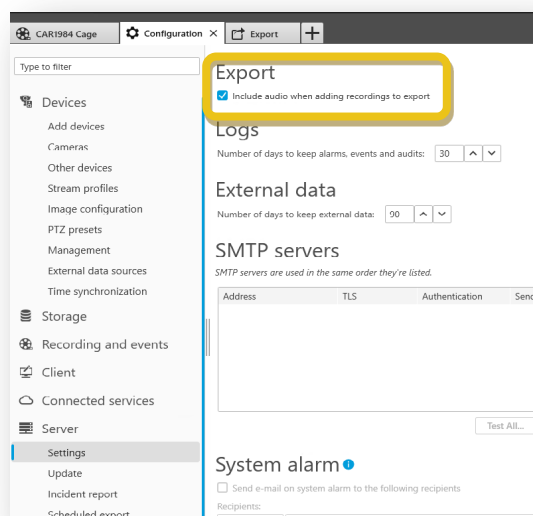 CAR1984 Cage
Configuration
Export
Type to filter
Devices
Add devices
Cameras
Other devices
Stream profiles
Image configuration
PTZ presets
Management
External data sources
Time synchronization
Storage
Recording and events
Client
Connected services
Server
Settings
Update
Incident report
Scheduled export
Export
Include audio when adding recordings to export
Logs
Number of days to keep alarms, events and audits: 30
External data
Number of days to keep external data: 90
SMTP servers
SMTP servers are used in the same order they're listed.
Address TLS Authentication Send
Test All...
System alarm
Send e-mail on system alarm to the following recipients
Recipients: